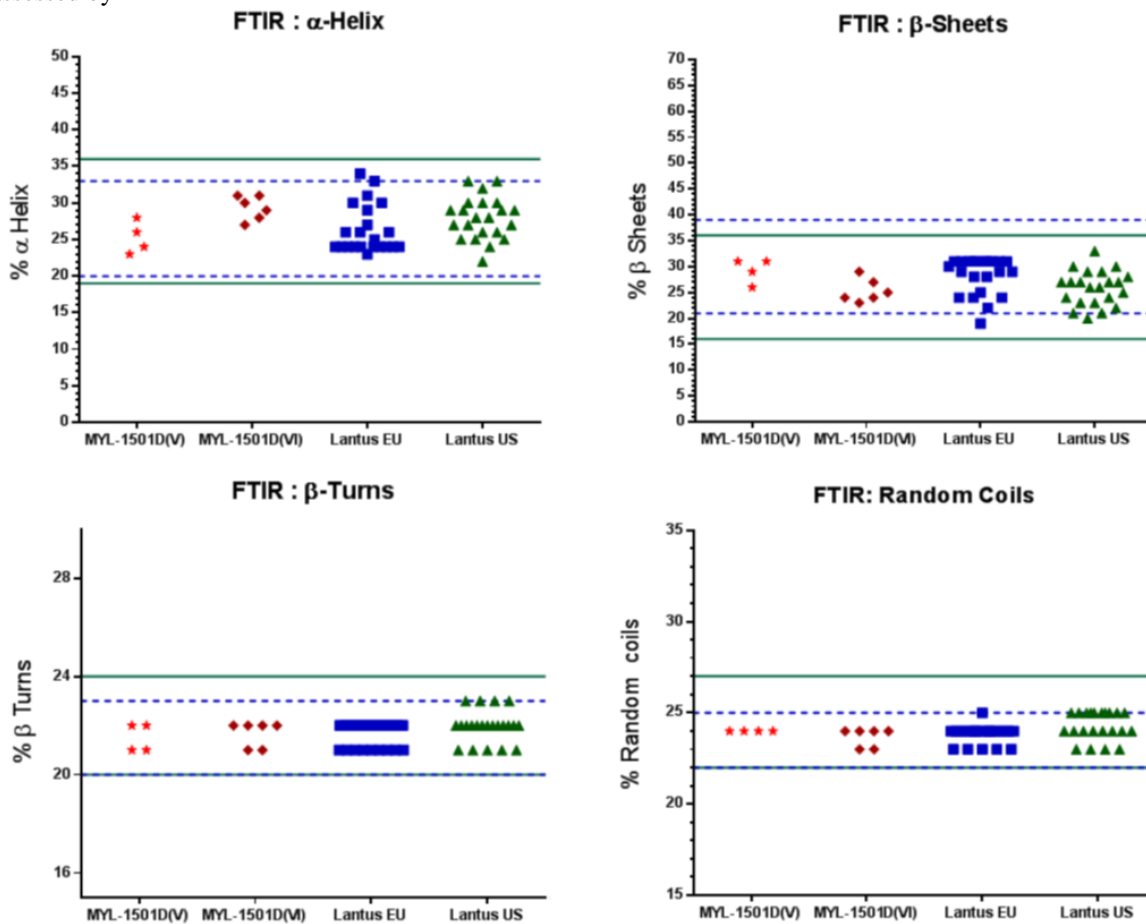 FTIR : α-Helix
50
45
40
35
30
25
20
15
10
5
0
% α Helix
MYL-1501D(V) MYL-1501D(VI) Lantus EU Lantus US
FTIR : β-Sheets
70
65
60
55
50
45
40
35
30
25
20
15
10
5
0
% β Sheets
MYL-1501D(V) MYL-1501D(VI) Lantus EU Lantus US
FTIR : β-Turns
28
24
20
16
% β Turns
MYL-1501D(V) MYL-1501D(VI) Lantus EU Lantus US
FTIR: Random Coils
35
30
25
20
15
% Random coils
MYL-1501D(V) MYL-1501D(VI) Lantus EU Lantus US